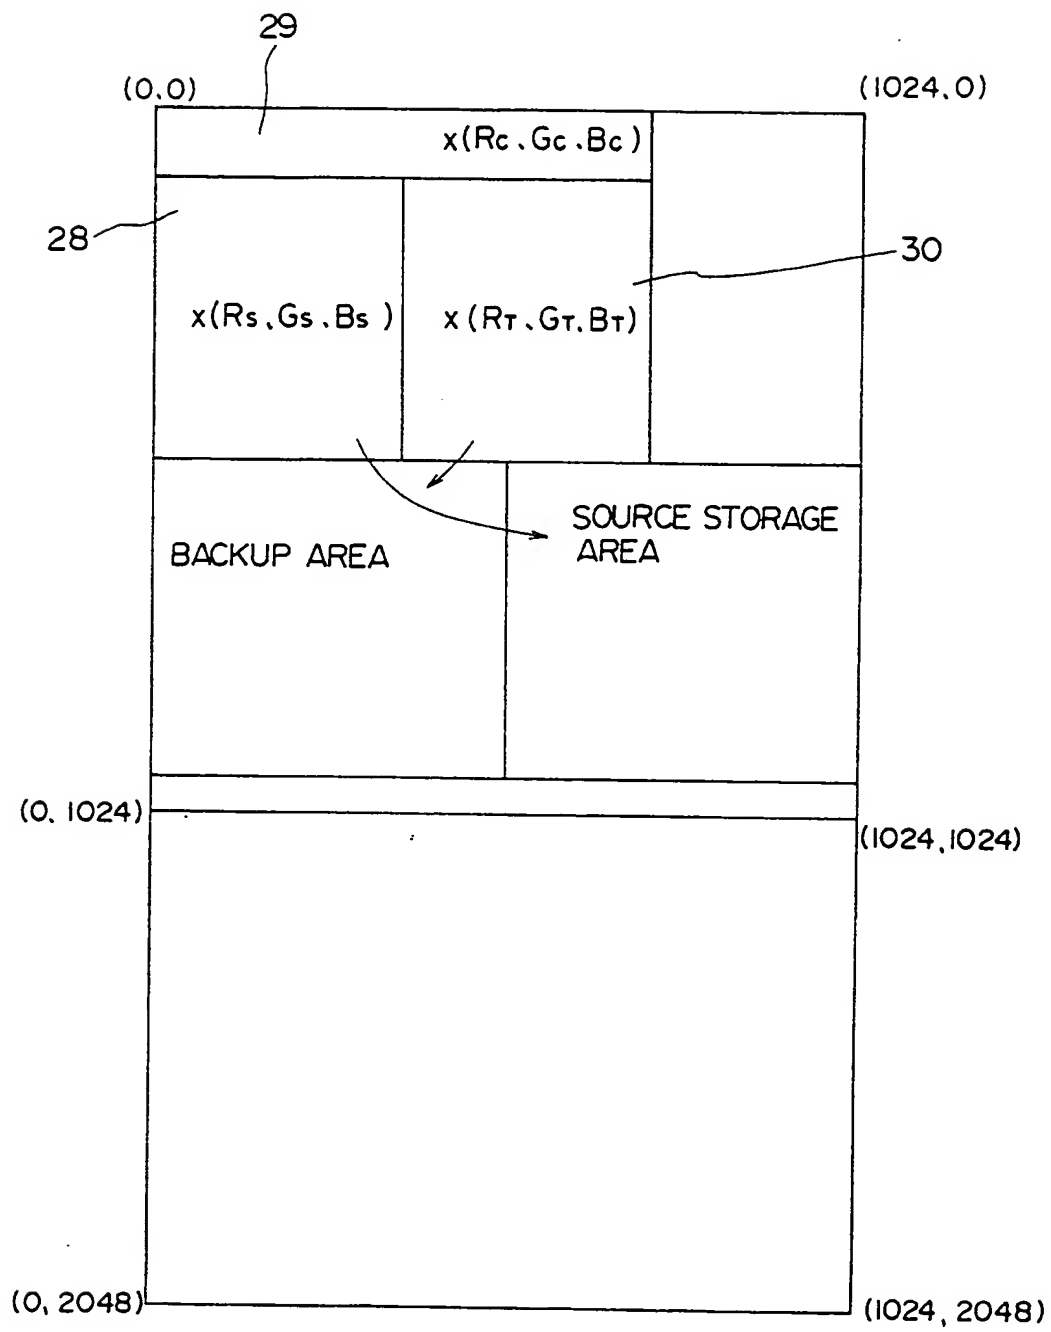 29
(0,0)
(1024,0)
x(Rc,Gc,Bc)
28
30
x(Rs,Gs,Bs)
x(RT,GT,BT)
SOURCE STORAGE
AREA
BACKUP AREA
(0, 1024)
(1024,1024)
(0, 2048)
(1024, 2048)